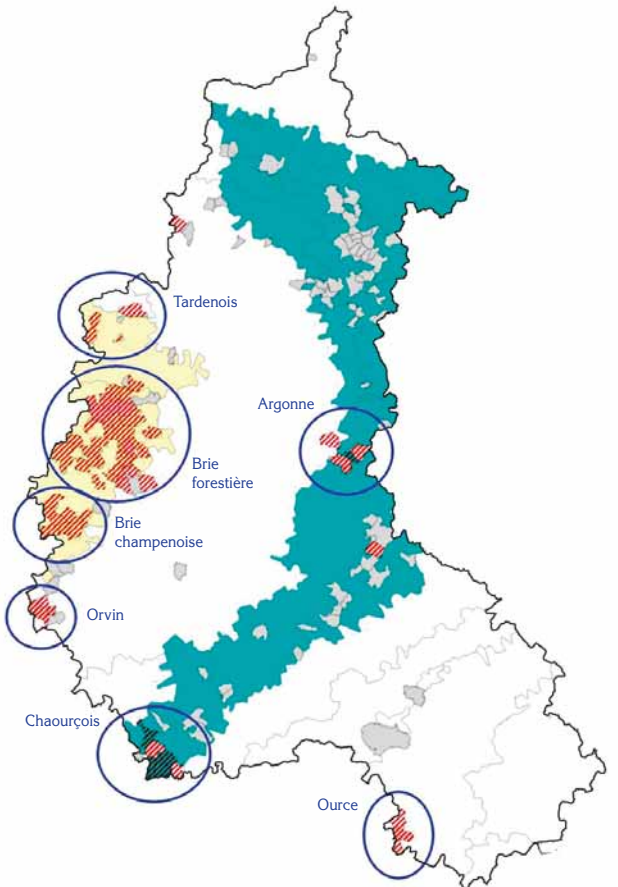 Tardenois
Argonne
Brie
forestière
Brie
champenoise
Orvin
Chaourçois
Ource